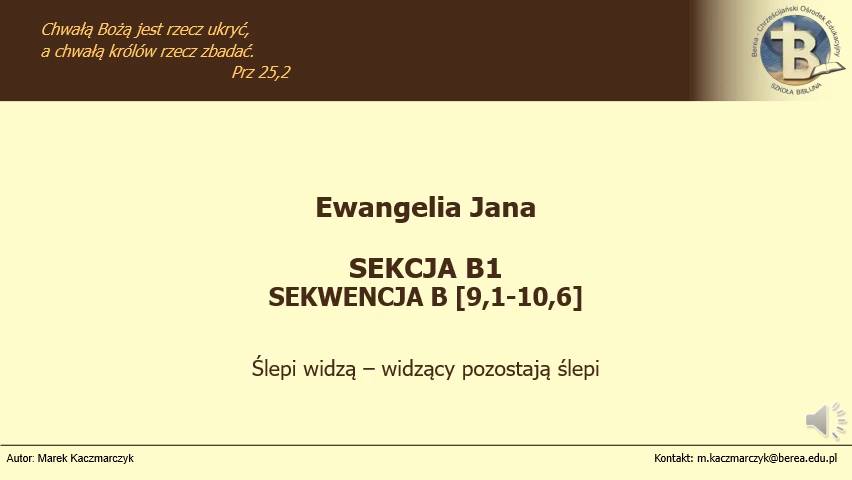 Chwałą Bożą jest rzecz ukryć,
a chwałą królów rzecz zbadać.
Prz 25,2
Berea - Chrześcijański Ośrodek Edukacyjny
SZKOŁA BIBLIJNA
Ewangelia Jana
SEKCJA B1
SEKWENCJA B [9,1-10,6]
Ślepi widzą – widzący pozostają ślepi
Autor: Marek Kaczmarczyk
Kontakt: m.kaczmarczyk@berea.edu.pl